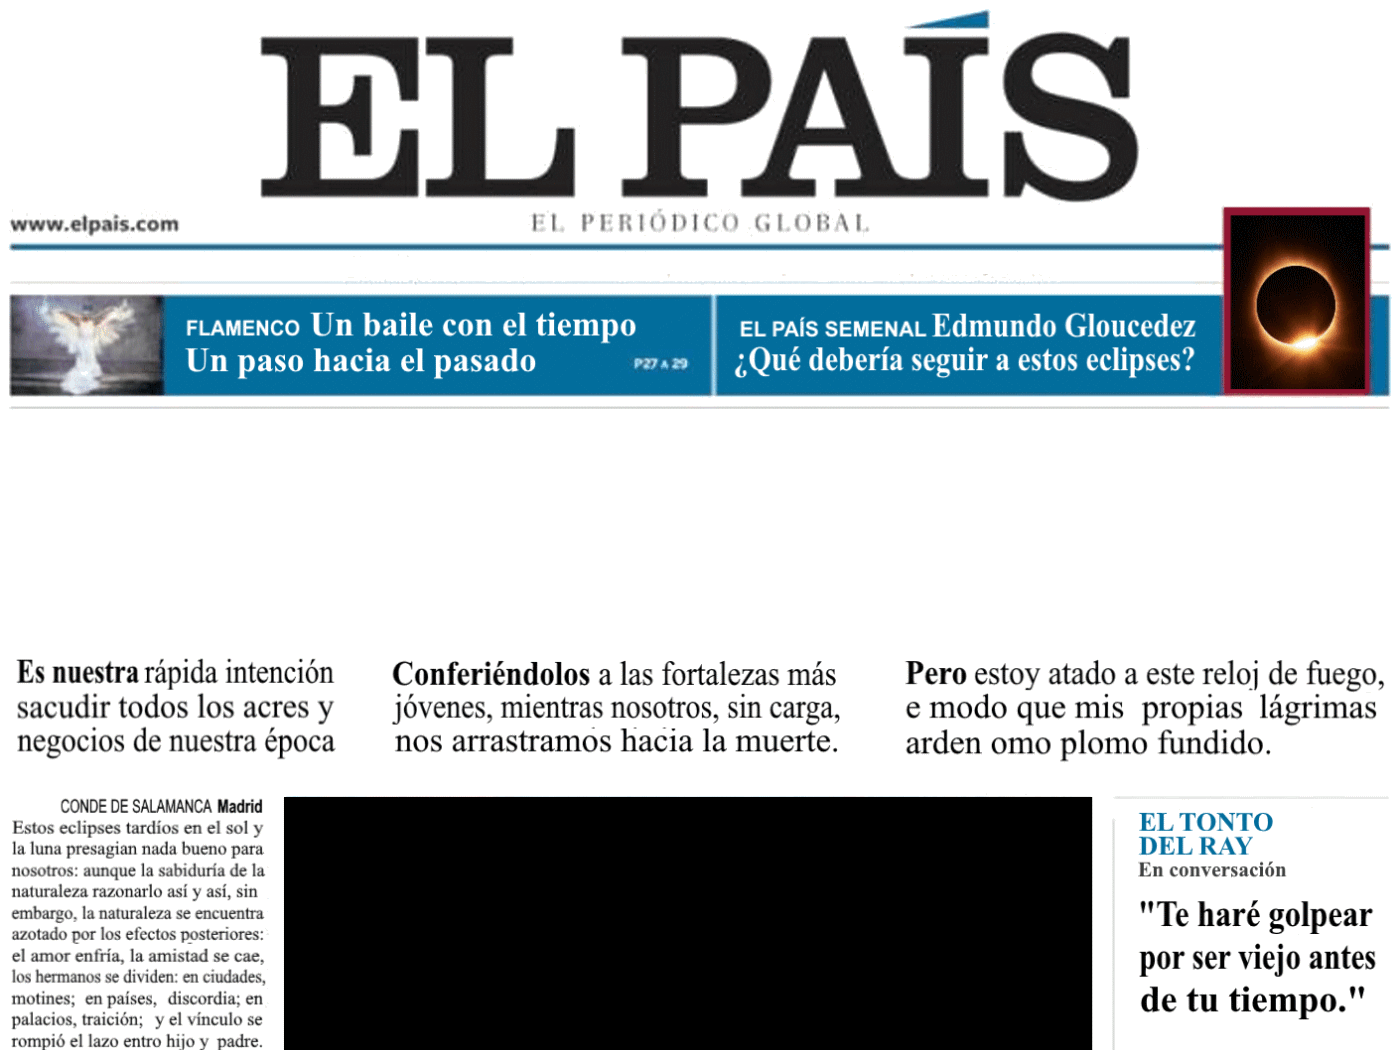 EL PAÍS
www.elpais.com
EL PERIÓDICO GLOBAL
FLAMENCO Un baile con el tiempo
Un paso hacia el pasado
P27 A 29
EL PAÍS SEMENAL Edmundo Gloucedez
¿Qué debería seguir a estos eclipses?
Es nuestra rápida intención
sacudir todos los acres y
negocios de nuestra época
Conferiéndolos a las fortalezas más
jóvenes, mientras nosotros, sin carga,
nos arrastramos hacia la muerte.
Pero estoy atado a este reloj de fuego,
e modo que mis propias lágrimas
arden omo plomo fundido.
CONDE DE SALAMANCA Madrid
Estos eclipses tardíos en el sol y
la luna presagian nada bueno para
nosotros: aunque la sabiduría de la
naturaleza razonarlo así y así, sin
embargo, la naturaleza se encuentra
azotado por los efectos posteriores:
el amor enfría, la amistad se cae,
los hermanos se dividen: en ciudades,
motines; en países, discordia; en
palacios, traición; y el vínculo se
rompió el lazo entro hijo y padre.
EL TONTO
DEL RAY
En conversación
"Te haré golpear
por ser viejo antes
de tu tiempo."